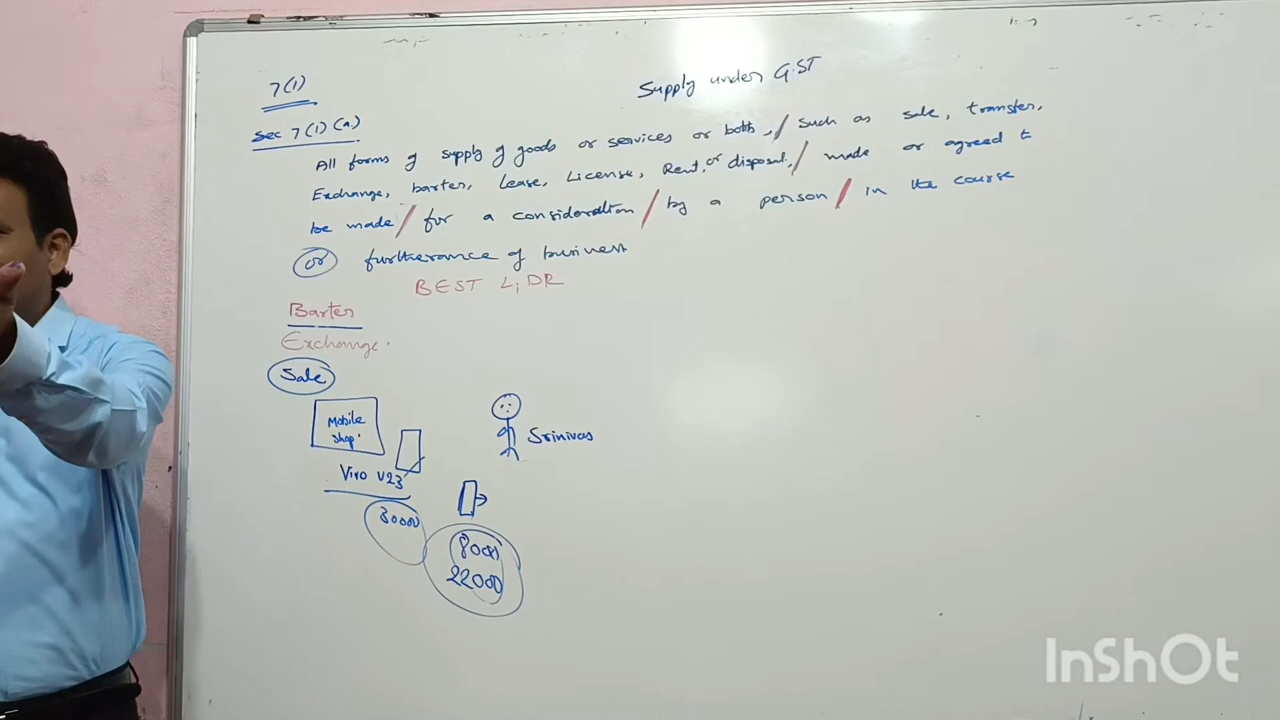 7(1)
Supply under G.ST
Sec 7(1)(a)
All forms of supply of goods or services or both, / such as sale, transfer,
Exchange, barter, Lease, License, Rent, or disposal, / made or agreed to
be made / for a consideration / by a person / in the course
or furtherance of business
BEST L, DR
Barter
Exchange.
Sale
Mobile
Shop
Srinivas
Vivo V23
30000
8000
22000
InShOt